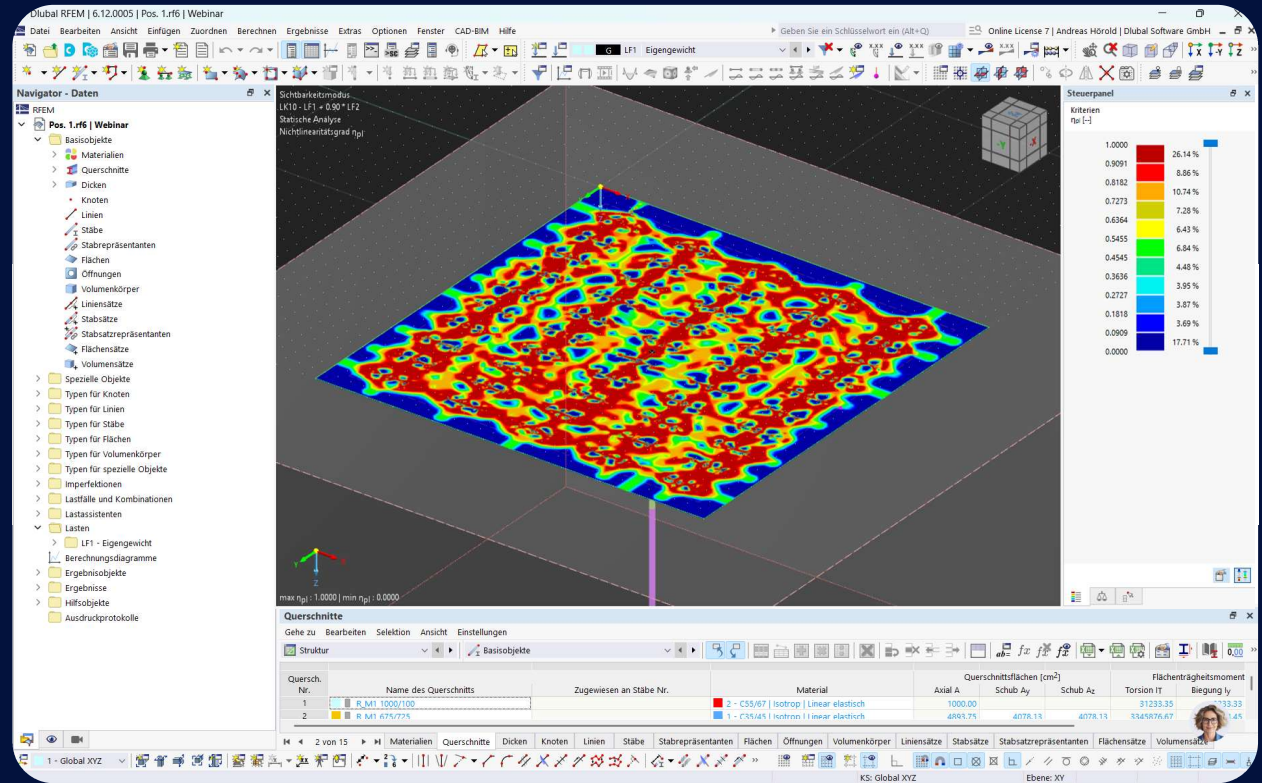 Dlubal RFEM | 6.12.0005 | Pos. 1.rf6 | Webinar
Datei Bearbeiten Ansicht Einfügen Zuordnen Berechnen Ergebnisse Extras Optionen Fenster CAD-BIM Hilfe
Geben Sie ein Schlüsselwort ein (Alt+Q)
Online License 7 | Andreas Hörold | Dlubal Software GmbH
G LF1 Eigengewicht
Navigator - Daten
RFEM
Pos. 1.rf6 | Webinar
Basisobjekte
Materialien
Querschnitte
Dicken
Knoten
Linien
Stäbe
Stabrepräsentanten
Flächen
Öffnungen
Volumenkörper
Liniensätze
Stabsätze
Stabsatzrepräsentanten
Flächensätze
Volumensätze
Spezielle Objekte
Typen für Knoten
Typen für Linien
Typen für Stäbe
Typen für Flächen
Typen für Volumenkörper
Typen für spezielle Objekte
Imperfektionen
Lastfälle und Kombinationen
Lastassistenten
Lasten
LF1 - Eigengewicht
Berechnungsdiagramme
Ergebnisobjekte
Ergebnisse
Hilfsobjekte
Ausdruckprotokolle
Sichtbarkeitsmodus
LK10 - LF1 + 0.90 * LF2
Statische Analyse
Nichtlinearitätsgrad ηpl
-Y
X
Z
max ηpl : 1.0000 | min ηpl : 0.0000
Steuerpanel
Kriterien
ηpl [--]
1.0000
26.14 %
0.9091
8.86 %
0.8182
10.74 %
0.7273
7.28 %
0.6364
6.43 %
0.5455
6.84 %
0.4545
4.48 %
0.3636
3.95 %
0.2727
3.87 %
0.1818
3.69 %
0.0909
17.71 %
0.0000
Querschnitte
Gehe zu Bearbeiten Selektion Ansicht Einstellungen
Struktur
Basisobjekte
Quersch. Querschnittsflächen [cm²] Flächenträgheitsmoment
Nr. Name des Querschnitts Zugewiesen an Stäbe Nr. Material Axial A Schub Ay Schub Az Torsion IT Biegung Iy
1 R_M1 1000/100 2 - C55/67 | Isotrop | Linear elastisch 1000.00 31233.35
2 R_M1 675/725 1 - C35/45 | Isotrop | Linear elastisch 4893.75 4078.13 4078.13 3345876.67
2 von 15 Materialien Querschnitte Dicken Knoten Linien Stäbe Stabrepräsentanten Flächen Öffnungen Volumenkörper Liniensätze Stabsätze Stabsatzrepräsentanten Flächensätze
1 - Global XYZ
KS: Global XYZ Ebene: XY